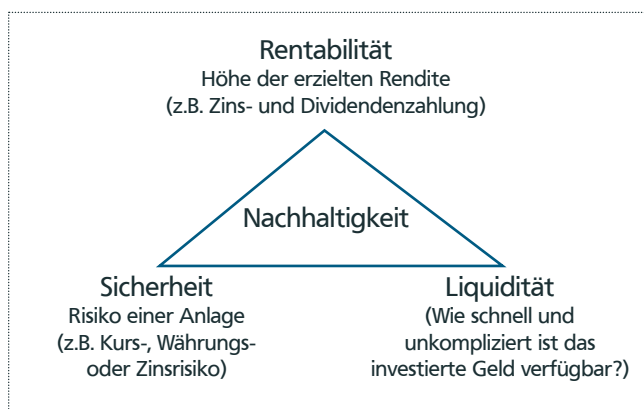 Rentabilität
Höhe der erzielten Rendite
(z.B. Zins- und Dividendenzahlung)
Nachhaltigkeit
Sicherheit
Risiko einer Anlage
(z.B. Kurs-, Währungs-
oder Zinsrisiko)
Liquidität
(Wie schnell und
unkompliziert ist das
investierte Geld verfügbar?)